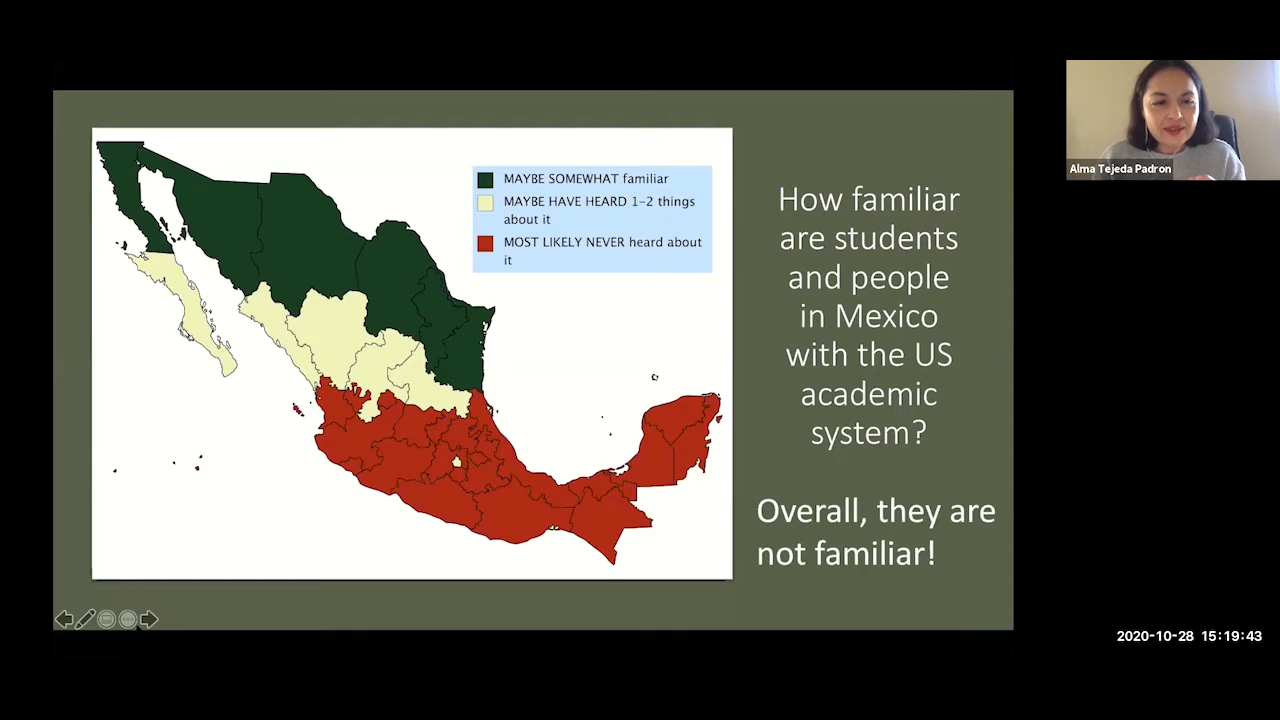 MAYBE SOMEWHAT familiar
MAYBE HAVE HEARD 1-2 things
about it
MOST LIKELY NEVER heard about
it
How familiar
are students
and people
in Mexico
with the US
academic
system?
Overall, they are
not familiar!
Alma Tejeda Padron
2020-10-28 15:19:43